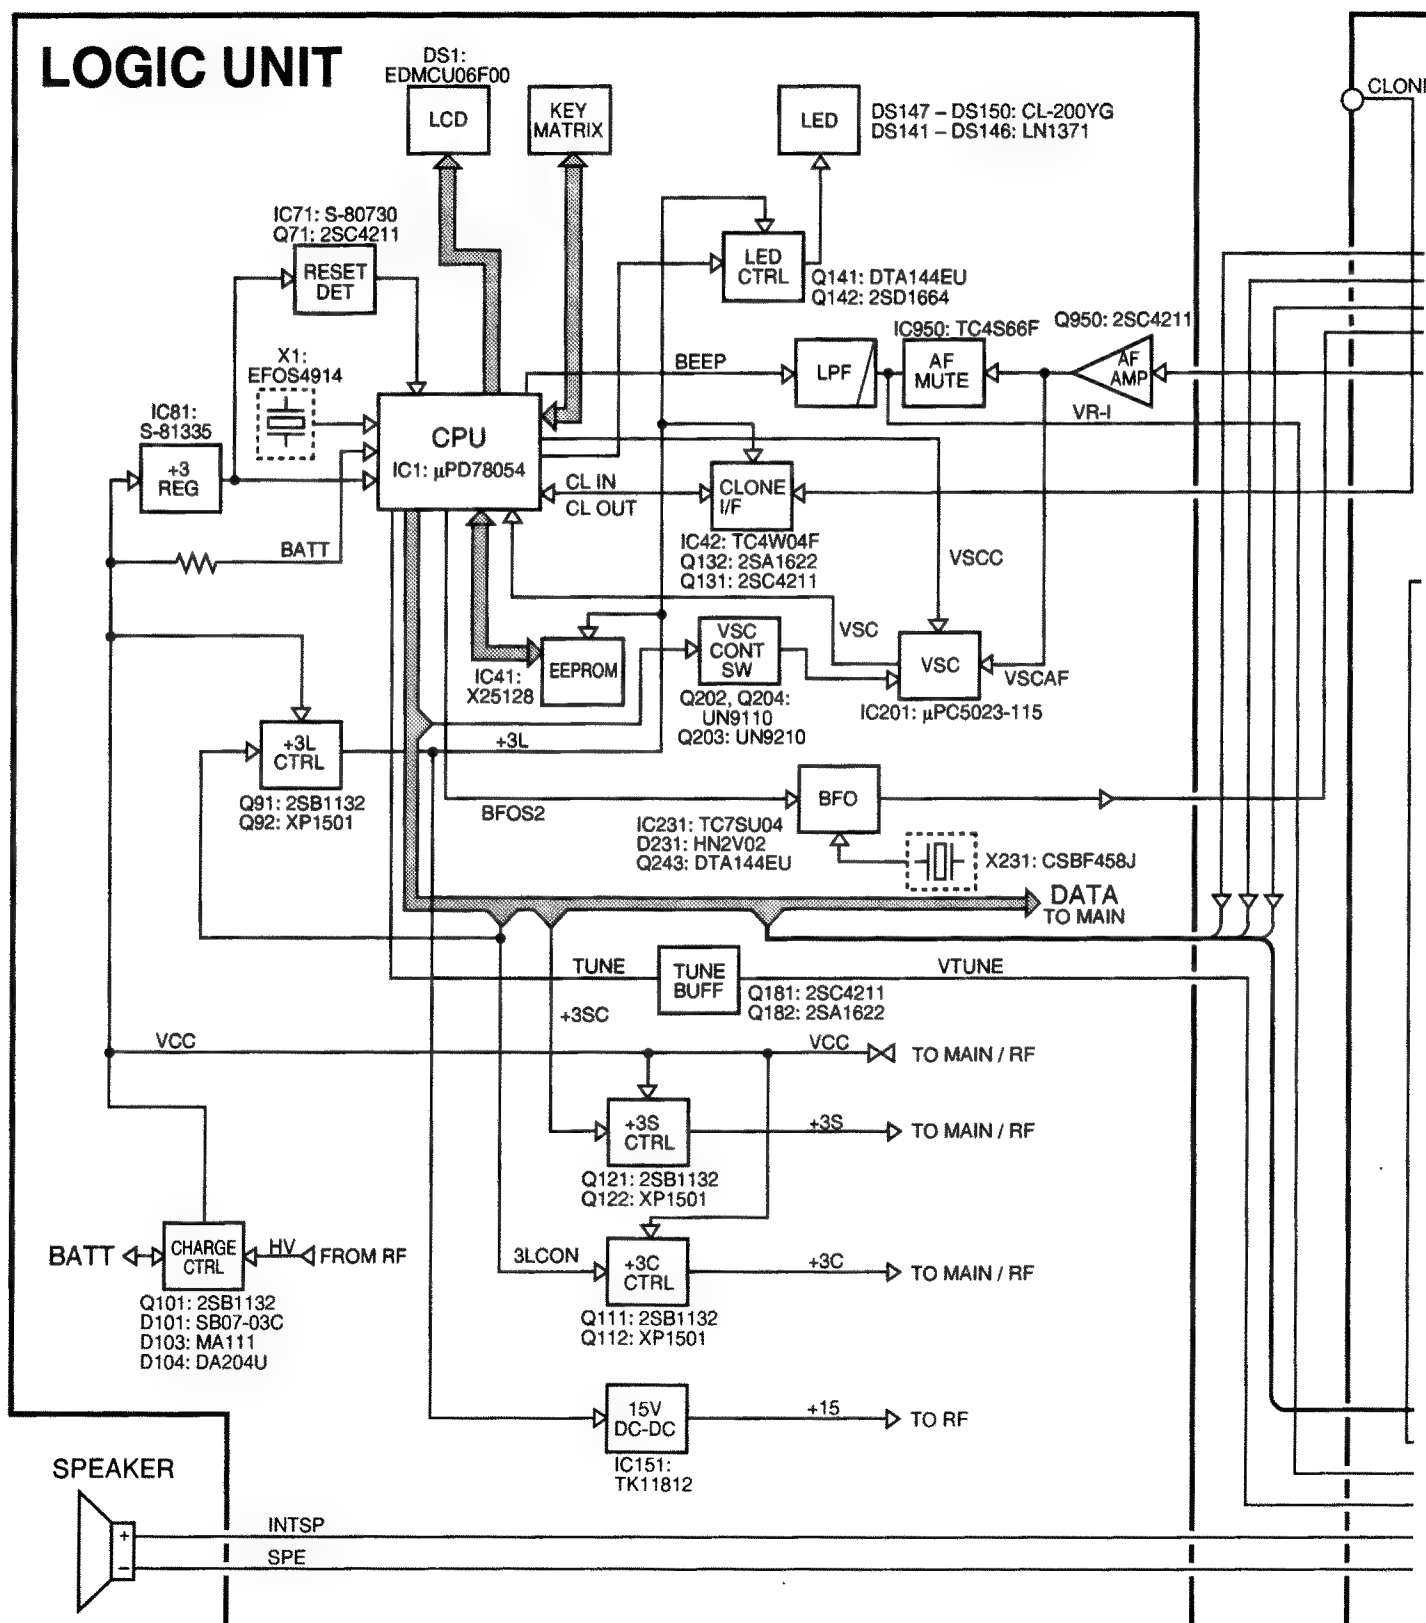 LOGIC UNIT
DS1:
EDMCU06F00
LCD
KEY
MATRIX
LED
DS147 – DS150: CL-200YG
DS141 – DS146: LN1371
IC71: S-80730
Q71: 2SC4211
RESET
DET
LED
CTRL
Q141: DTA144EU
Q142: 2SD1664
X1:
EFOS4914
BEEP
LPF
IC950: TC4S66F
AF
MUTE
Q950: 2SC4211
AF
AMP
VR-I
IC81:
S-81335
+3
REG
CPU
IC1: μPD78054
CL IN
CL OUT
CLONE
I/F
IC42: TC4W04F
Q132: 2SA1622
Q131: 2SC4211
BATT
VSCC
VSC
VSCAF
IC41:
X25128
EEPROM
VSC
CONT
SW
Q202, Q204:
UN9110
Q203: UN9210
VSC
IC201: μPC5023-115
+3L
CTRL
Q91: 2SB1132
Q92: XP1501
+3L
BFOS2
BFO
IC231: TC7SU04
D231: HN2V02
Q243: DTA144EU
X231: CSBF458J
DATA
TO MAIN
TUNE
TUNE
BUFF
VTUNE
Q181: 2SC4211
Q182: 2SA1622
+3SC
VCC
VCC
TO MAIN / RF
+3S
CTRL
+3S
TO MAIN / RF
Q121: 2SB1132
Q122: XP1501
BATT
CHARGE
CTRL
HV
FROM RF
Q101: 2SB1132
D101: SB07-03C
D103: MA111
D104: DA204U
3LCON
+3C
CTRL
+3C
TO MAIN / RF
Q111: 2SB1132
Q112: XP1501
15V
DC-DC
+15
TO RF
IC151:
TK11812
SPEAKER
+
–
INTSP
SPE